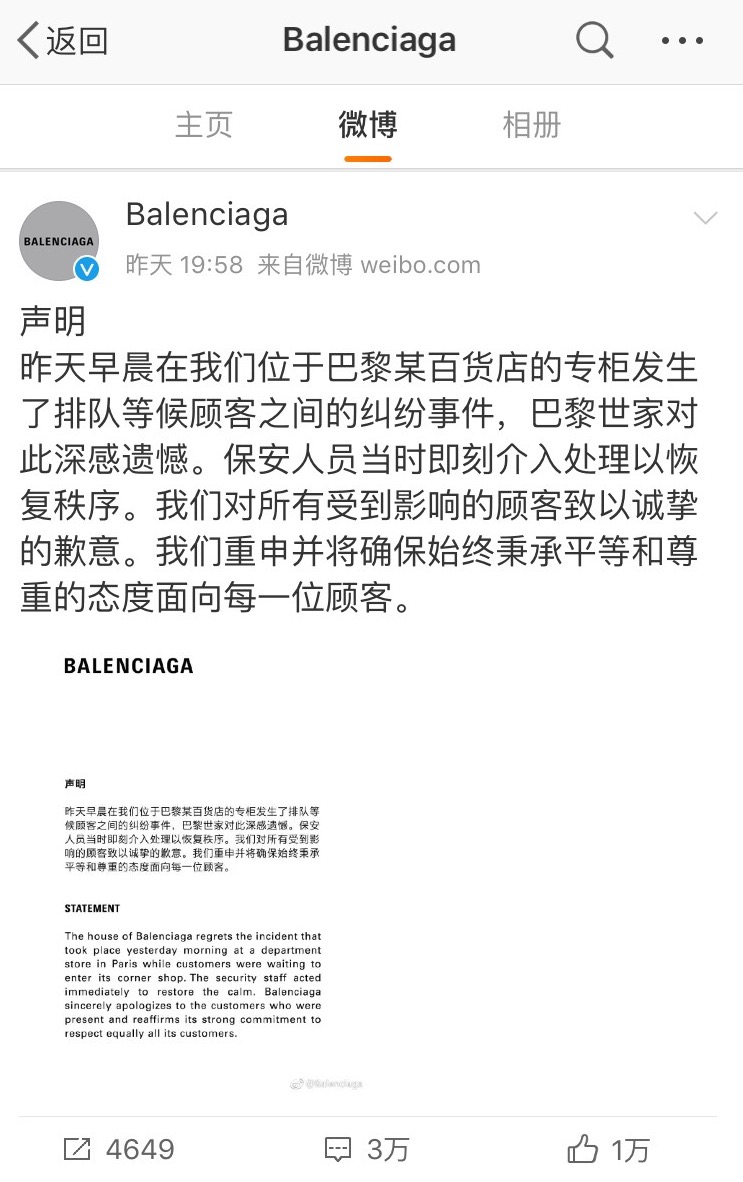 返回
Balenciaga
主页
微博
相册
BALENCIAGA
Balenciaga
昨天 19:58 来自微博 weibo.com
声明
昨天早晨在我们位于巴黎某百货店的专柜发生
了排队等候顾客之间的纠纷事件，巴黎世家对
此深感遗憾。保安人员当时即刻介入处理以恢
复秩序。我们对所有受到影响的顾客致以诚挚
的歉意。我们重申并将确保始终秉承平等和尊
重的态度面向每一位顾客。
BALENCIAGA
声明
昨天早晨在我们位于巴黎某百货店的专柜发生了排队等
候顾客之间的纠纷事件，巴黎世家对此深感遗憾。保安
人员当时即刻介入处理以恢复秩序。我们对所有受到影
响的顾客致以诚挚的歉意。我们重申并将确保始终秉承
平等和尊重的态度面向每一位顾客。
STATEMENT
The house of Balenciaga regrets the incident that
took place yesterday morning at a department
store in Paris while customers were waiting to
enter its corner shop. The security staff acted
immediately to restore the calm. Balenciaga
sincerely apologizes to the customers who were
present and reaffirms its strong commitment to
respect equally all its customers.
@Balenciaga
4649
3万
1万